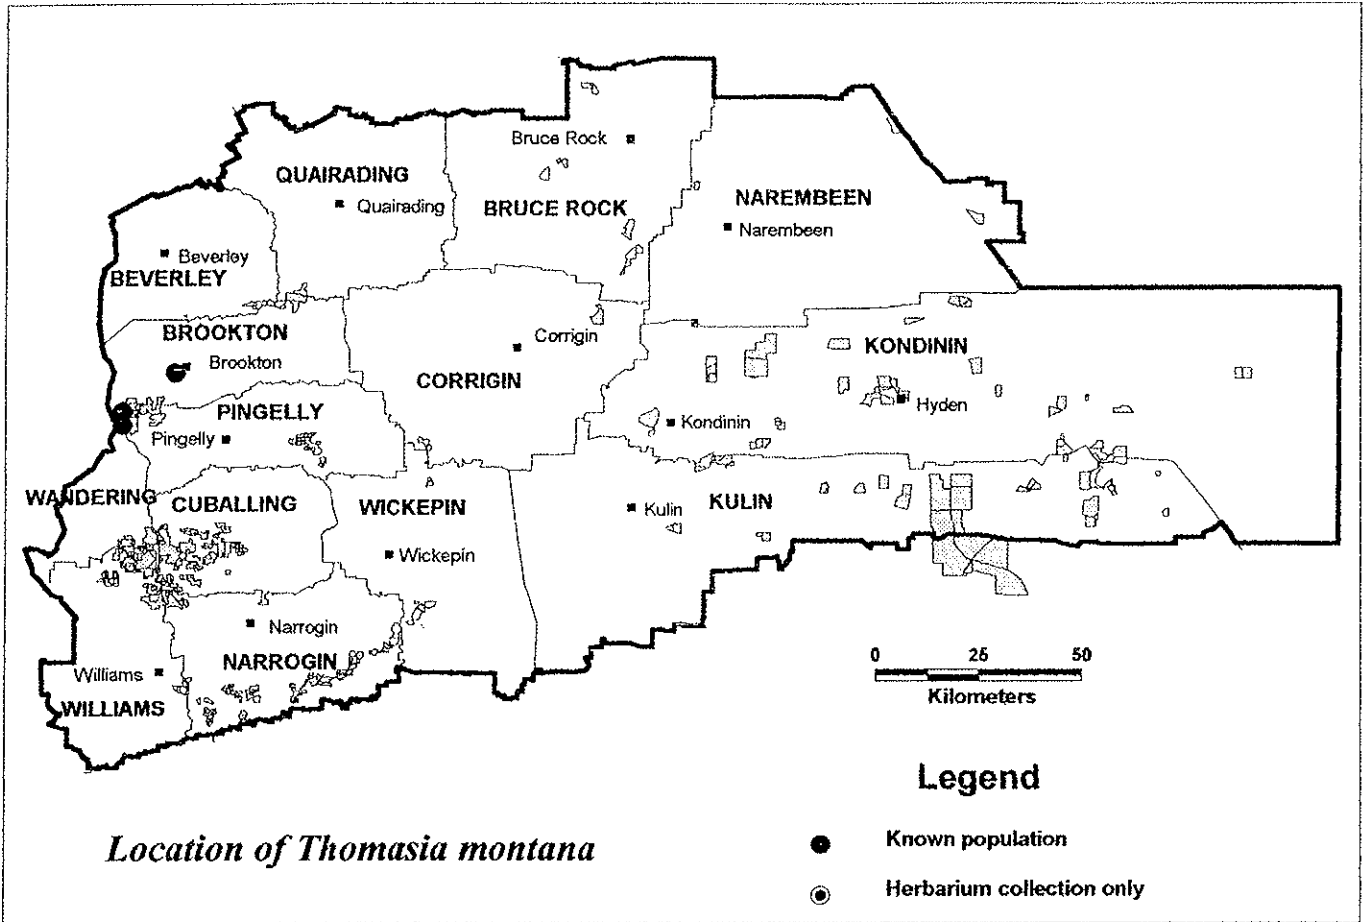 Bruce Rock
QUAIRADING
Quairading
BRUCE ROCK
NAREMBEEN
Narembeen
Beverley
BEVERLEY
BROOKTON
Brookton
Corrigin
CORRIGIN
KONDININ
Hyden
PINGELLY
Pingelly
Kondinin
WANDERING
CUBALLING
WICKEPIN
Kulin
KULIN
Wickepin
Narrogin
NARROGIN
Williams
WILLIAMS
0 25 50
Kilometers
Legend
Location of Thomasia montana
Known population
Herbarium collection only